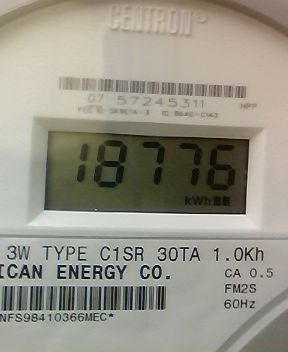 CENTRON®
07 57245311 HPP
18776
kWh
3W TYPE C1SR 30TA 1.0Kh
ICAN ENERGY CO. CA 0.5
FM2S
60Hz
NFS98410366MEC*